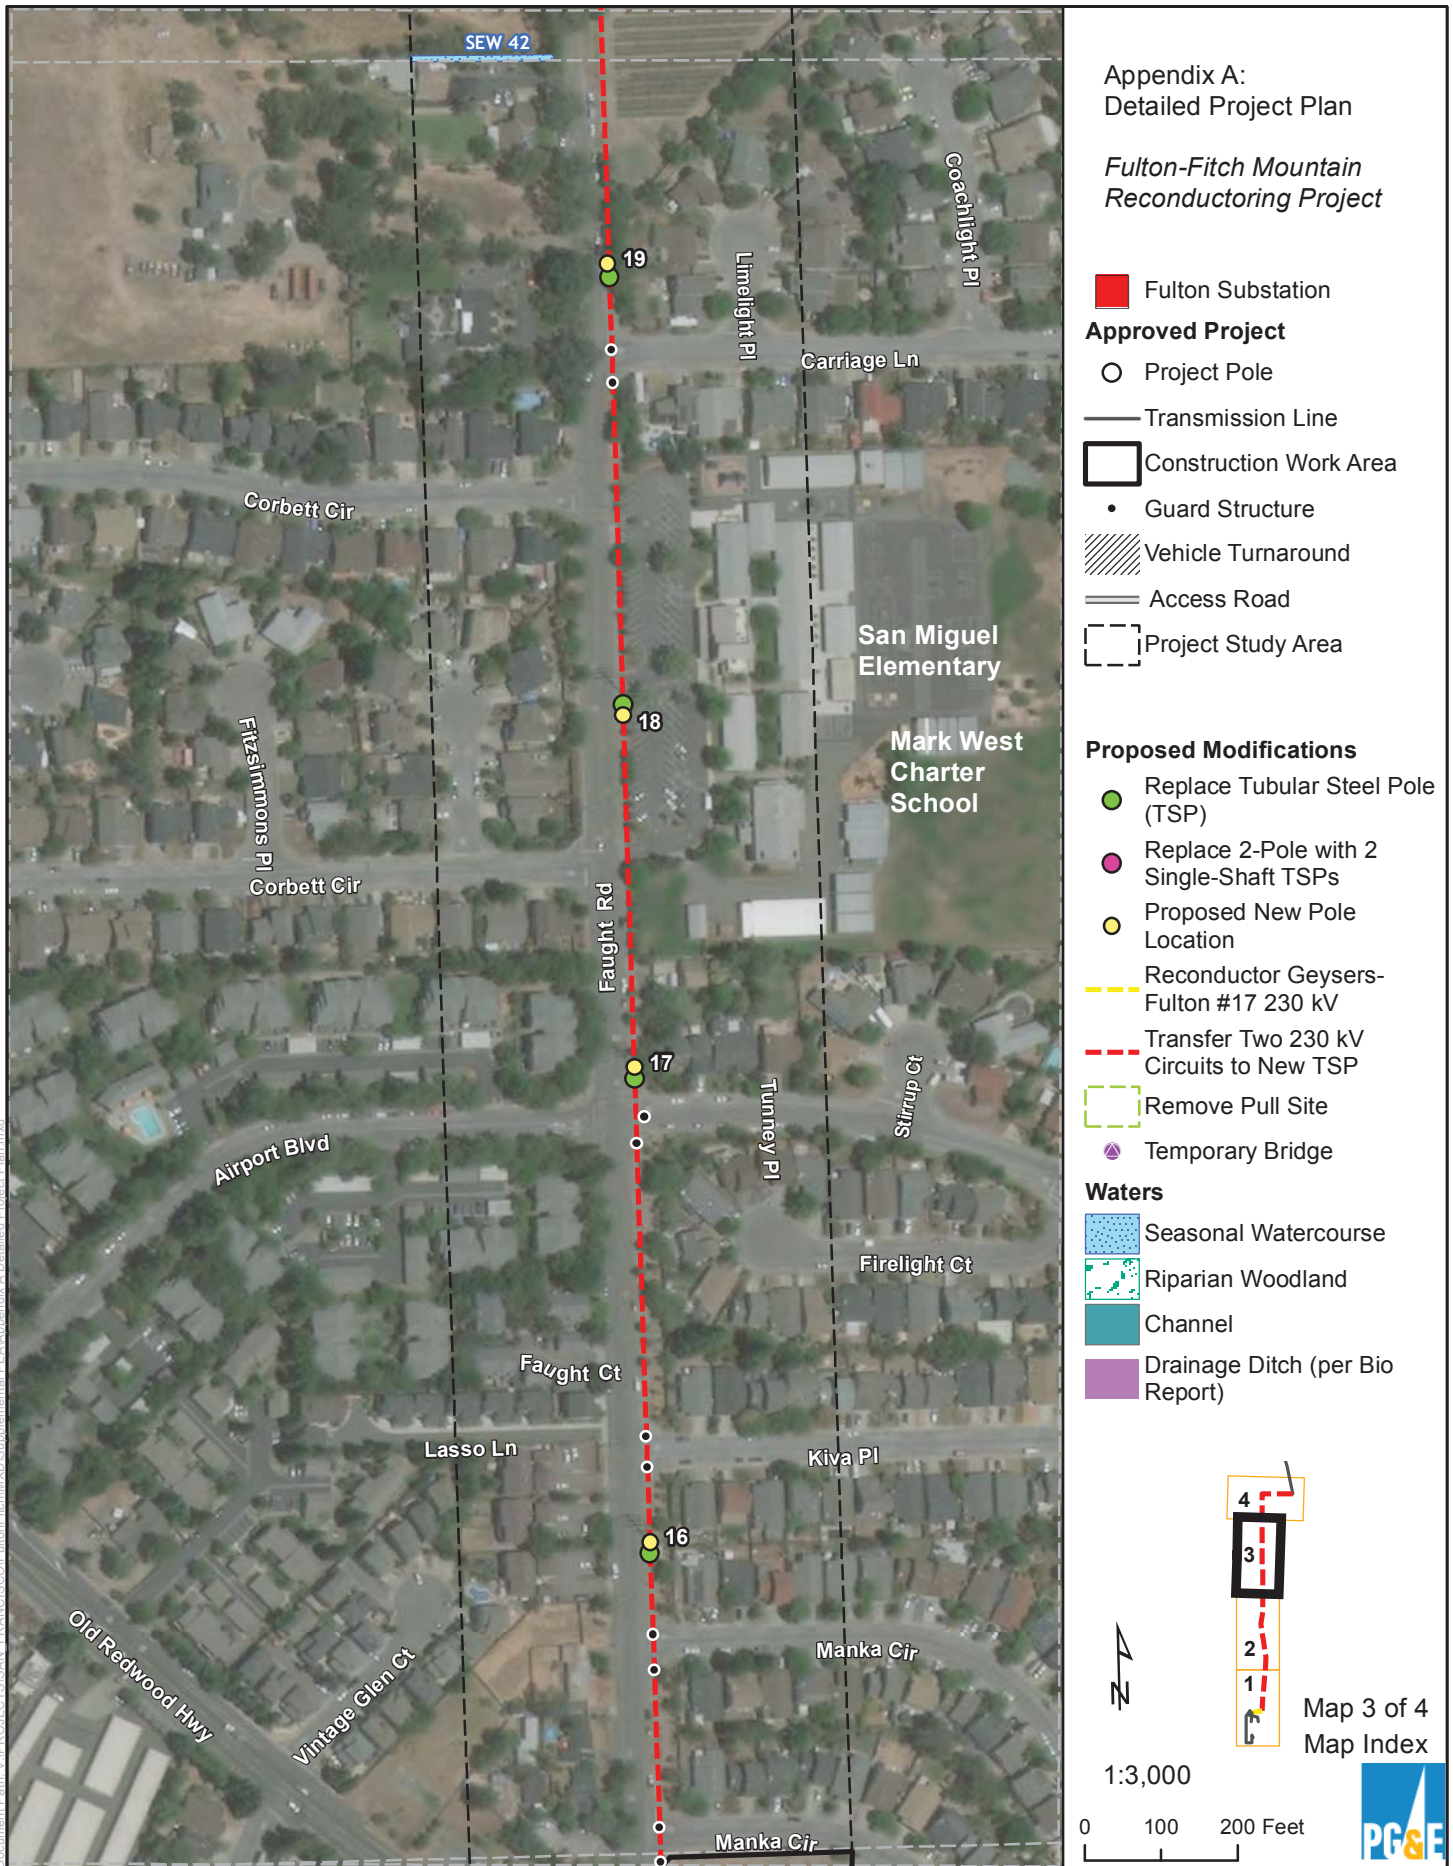 SEW 42
Coachlight Pl
Limelight Pl
19
Carriage Ln
Corbett Cir
San Miguel
Elementary
18
Mark West
Charter
School
Fitzsimmons Pl
Corbett Cir
Faught Rd
17
Tunney Pl
Stirrup Ct
Airport Blvd
Firelight Ct
Faught Ct
Lasso Ln
Kiva Pl
16
Old Redwood Hwy
Vintage Glen Ct
Manka Cir
Manka Cir
Appendix A:
Detailed Project Plan
Fulton-Fitch Mountain
Reconductoring Project
Fulton Substation
Approved Project
Project Pole
Transmission Line
Construction Work Area
Guard Structure
Vehicle Turnaround
Access Road
Project Study Area
Proposed Modifications
Replace Tubular Steel Pole
(TSP)
Replace 2-Pole with 2
Single-Shaft TSPs
Proposed New Pole
Location
Reconductor Geysers-
Fulton #17 230 kV
Transfer Two 230 kV
Circuits to New TSP
Remove Pull Site
Temporary Bridge
Waters
Seasonal Watercourse
Riparian Woodland
Channel
Drainage Ditch (per Bio
Report)
4
3
2
1
N
Map 3 of 4
Map Index
1:3,000
0 100 200 Feet
PG&E